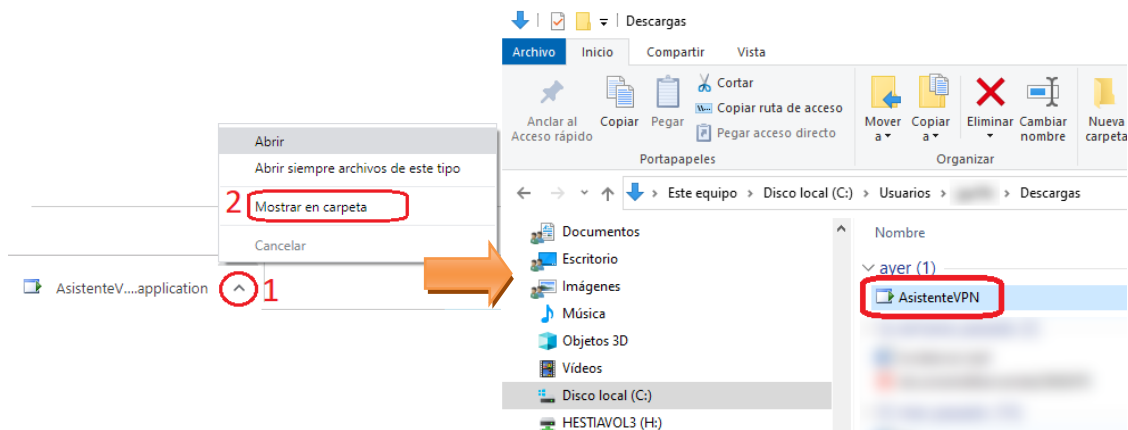 Abrir
Abrir siempre archivos de este tipo
2 Mostrar en carpeta
Cancelar
AsistenteV....application
1
Descargas
Archivo Inicio Compartir Vista
Anclar al Acceso rápido
Copiar
Pegar
Cortar
Copiar ruta de acceso
Pegar acceso directo
Portapapeles
Mover a
Copiar a
Eliminar
Cambiar nombre
Nueva carpeta
Organizar
Este equipo > Disco local (C:) > Usuarios > > Descargas
Documentos
Escritorio
Imágenes
Música
Objetos 3D
Vídeos
Disco local (C:)
HESTIAVOL3 (H:)
Nombre
ayer (1)
AsistenteVPN